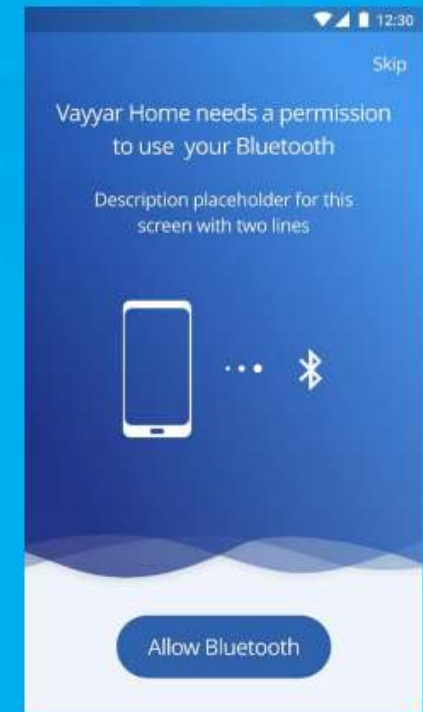 12:30
Skip
Vayyar Home needs a permission
to use your Bluetooth
Description placeholder for this
screen with two lines
Allow Bluetooth